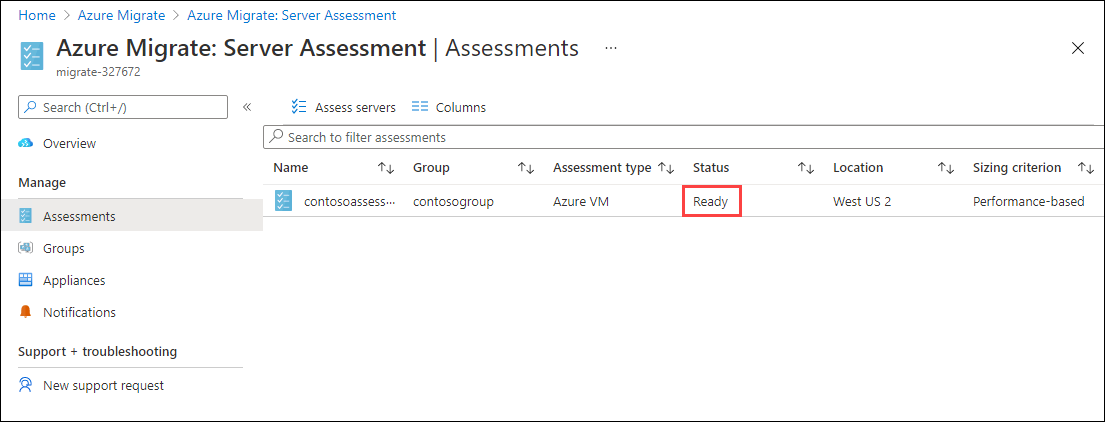 Home > Azure Migrate > Azure Migrate: Server Assessment
Azure Migrate: Server Assessment | Assessments ...
migrate-327672
Search (Ctrl+/) «
Assess servers Columns
Search to filter assessments
Overview
Manage
Assessments
Groups
Appliances
Notifications
Support + troubleshooting
New support request
Name Group Assessment type Status Location Sizing criterion
contosoassess··· contosogroup Azure VM Ready West US 2 Performance-based